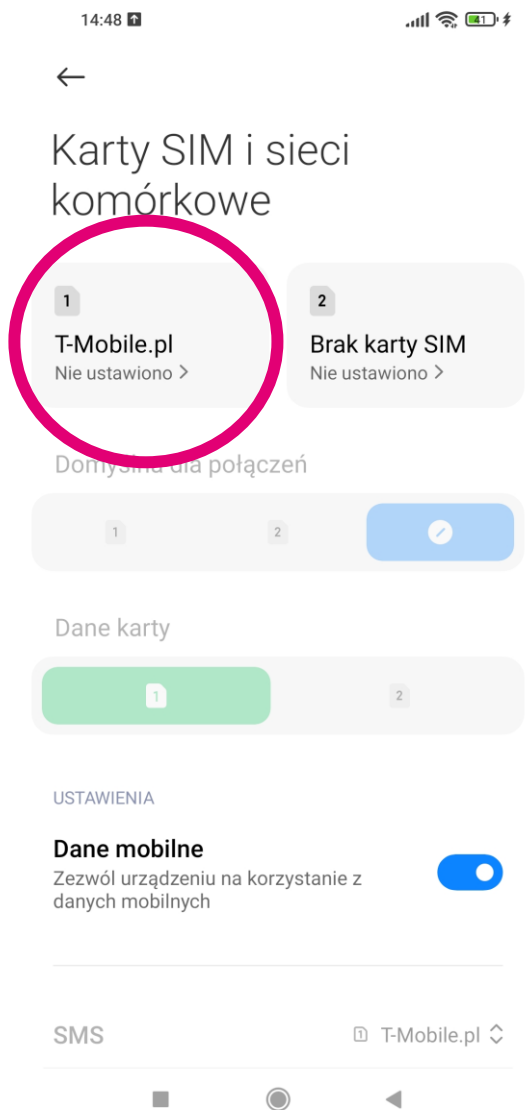 14:48
41
Karty SIM i sieci
komórkowe
1
T-Mobile.pl
Nie ustawiono >
2
Brak karty SIM
Nie ustawiono >
Domyślna dla połączeń
1
2
Dane karty
1
2
USTAWIENIA
Dane mobilne
Zezwól urządzeniu na korzystanie z
danych mobilnych
SMS
1 T-Mobile.pl